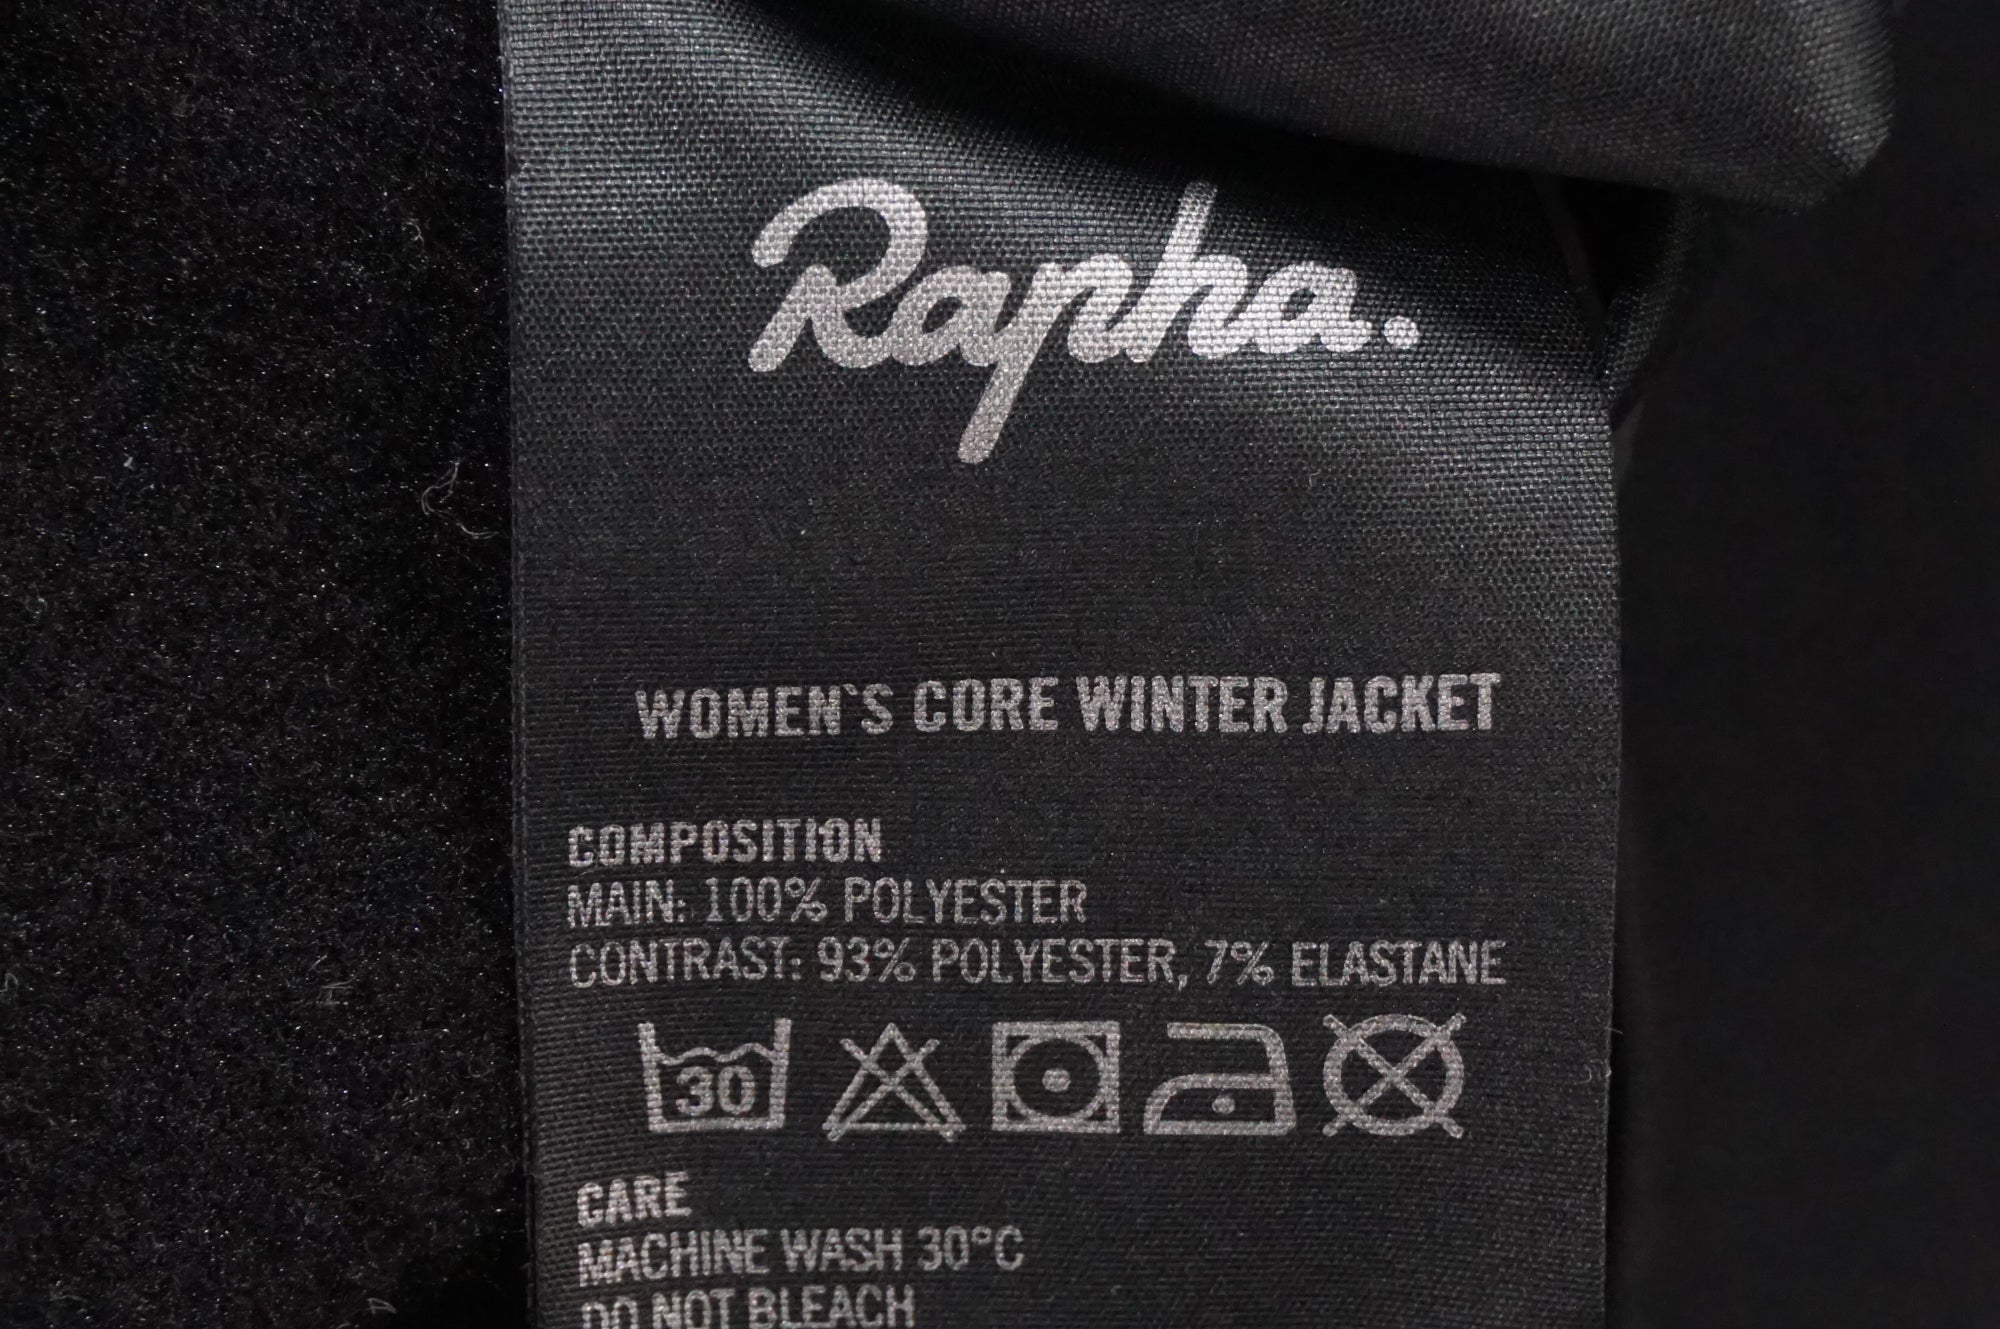 Rapha.
WOMEN`S CORE WINTER JACKET
COMPOSITION
MAIN: 100% POLYESTER
CONTRAST: 93% POLYESTER, 7% ELASTANE
30
CARE
MACHINE WASH 30°C
DO NOT BLEACH